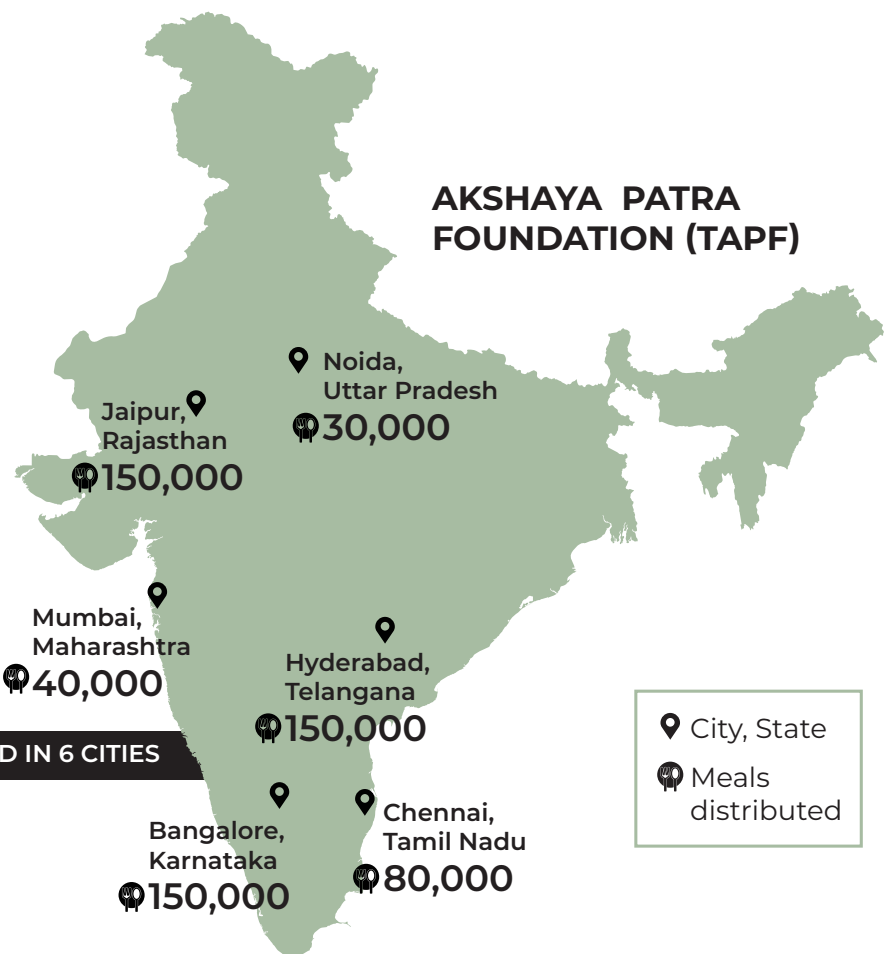 AKSHAYA PATRA
FOUNDATION (TAPF)
Noida,
Uttar Pradesh
30,000
Jaipur,
Rajasthan
150,000
Mumbai,
Maharashtra
40,000
Hyderabad,
Telangana
150,000
D IN 6 CITIES
Bangalore,
Karnataka
150,000
Chennai,
Tamil Nadu
80,000
City, State
Meals
distributed